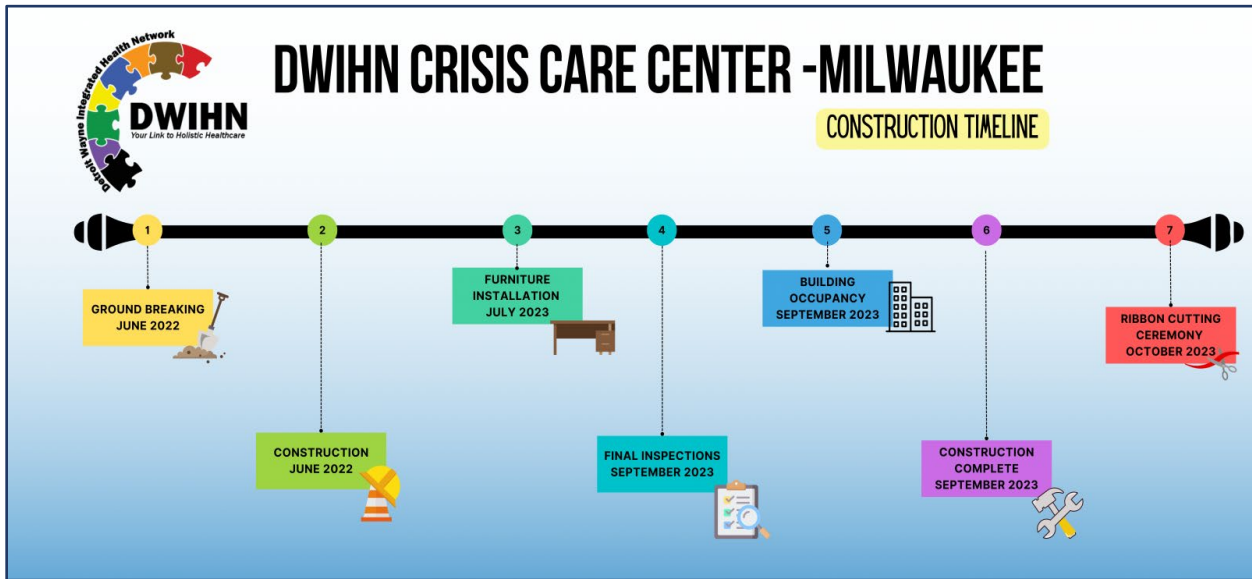 Detroit Wayne Integrated Health Network
DWIHN
Your Link to Holistic Healthcare
DWIHN CRISIS CARE CENTER -MILWAUKEE
CONSTRUCTION TIMELINE
1
2
3
4
5
6
7
GROUND BREAKING
JUNE 2022
CONSTRUCTION
JUNE 2022
FURNITURE
INSTALLATION
JULY 2023
FINAL INSPECTIONS
SEPTEMBER 2023
BUILDING
OCCUPANCY
SEPTEMBER 2023
CONSTRUCTION
COMPLETE
SEPTEMBER 2023
RIBBON CUTTING
CEREMONY
OCTOBER 2023